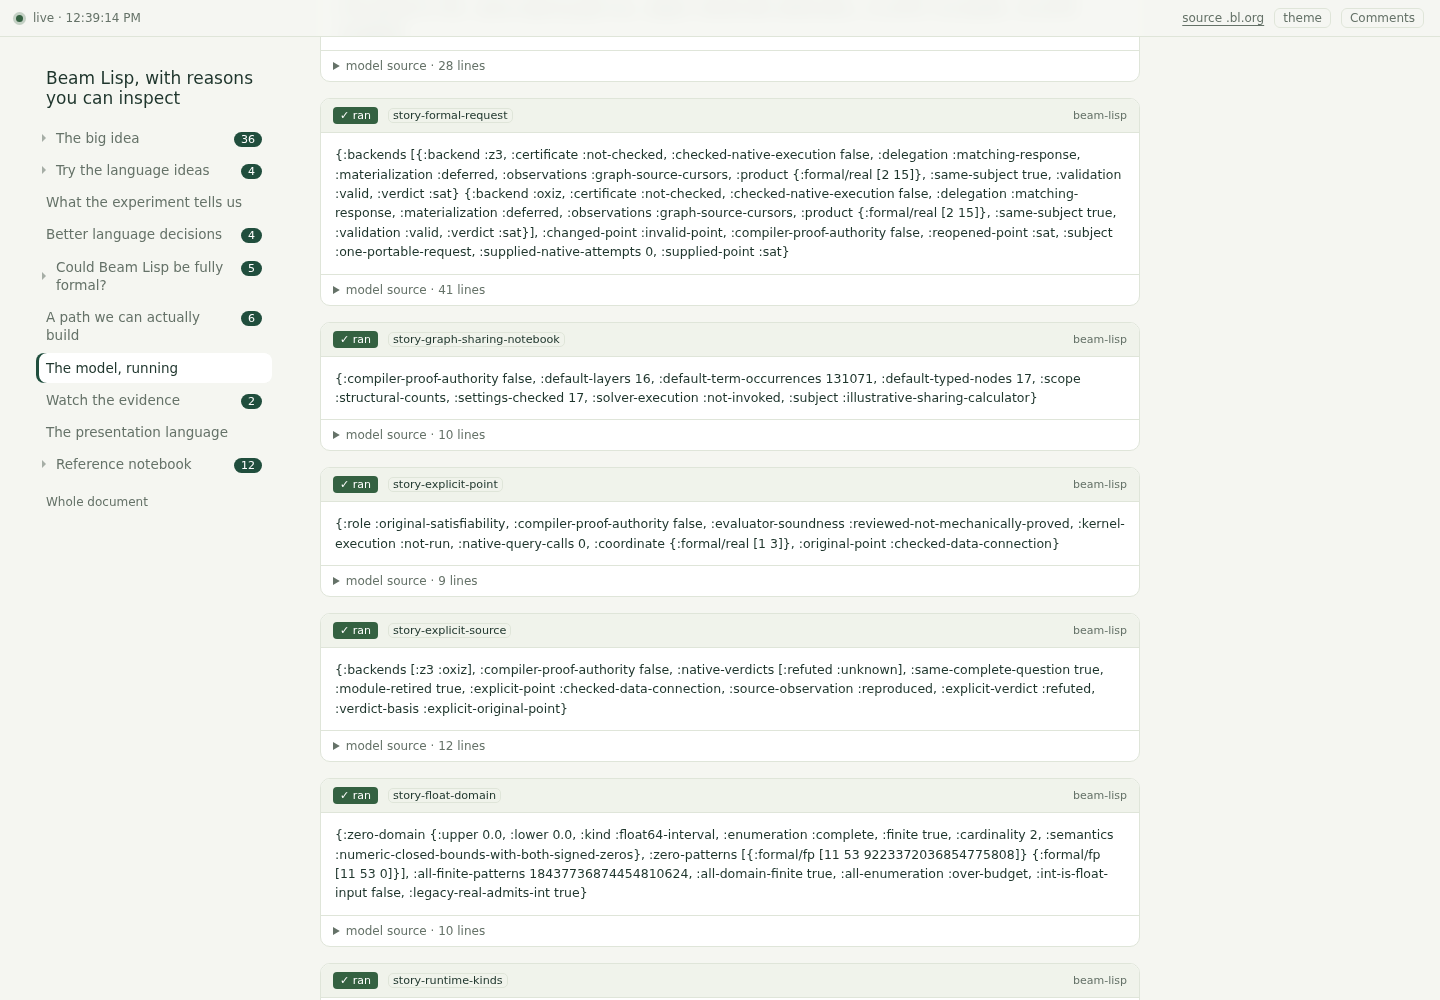 live · 12:39:14 PM
source .bl.org
theme
Comments
Beam Lisp, with reasons
you can inspect
The big idea
36
Try the language ideas
4
What the experiment tells us
Better language decisions
4
Could Beam Lisp be fully
formal?
5
A path we can actually
build
6
The model, running
Watch the evidence
2
The presentation language
Reference notebook
12
Whole document
model source · 28 lines
✓ ran story-formal-request beam-lisp
{:backends [{:backend :z3, :certificate :not-checked, :checked-native-execution false, :delegation :matching-response,
:materialization :deferred, :observations :graph-source-cursors, :product {:formal/real [2 15]}, :same-subject true, :validation
:valid, :verdict :sat} {:backend :oxiz, :certificate :not-checked, :checked-native-execution false, :delegation :matching-
response, :materialization :deferred, :observations :graph-source-cursors, :product {:formal/real [2 15]}, :same-subject true,
:validation :valid, :verdict :sat}], :changed-point :invalid-point, :compiler-proof-authority false, :reopened-point :sat, :subject
:one-portable-request, :supplied-native-attempts 0, :supplied-point :sat}
model source · 41 lines
✓ ran story-graph-sharing-notebook beam-lisp
{:compiler-proof-authority false, :default-layers 16, :default-term-occurrences 131071, :default-typed-nodes 17, :scope
:structural-counts, :settings-checked 17, :solver-execution :not-invoked, :subject :illustrative-sharing-calculator}
model source · 10 lines
✓ ran story-explicit-point beam-lisp
{:role :original-satisfiability, :compiler-proof-authority false, :evaluator-soundness :reviewed-not-mechanically-proved, :kernel-
execution :not-run, :native-query-calls 0, :coordinate {:formal/real [1 3]}, :original-point :checked-data-connection}
model source · 9 lines
✓ ran story-explicit-source beam-lisp
{:backends [:z3 :oxiz], :compiler-proof-authority false, :native-verdicts [:refuted :unknown], :same-complete-question true,
:module-retired true, :explicit-point :checked-data-connection, :source-observation :reproduced, :explicit-verdict :refuted,
:verdict-basis :explicit-original-point}
model source · 12 lines
✓ ran story-float-domain beam-lisp
{:zero-domain {:upper 0.0, :lower 0.0, :kind :float64-interval, :enumeration :complete, :finite true, :cardinality 2, :semantics
:numeric-closed-bounds-with-both-signed-zeros}, :zero-patterns [{:formal/fp [11 53 9223372036854775808]} {:formal/fp
[11 53 0]}], :all-finite-patterns 18437736874454810624, :all-domain-finite true, :all-enumeration :over-budget, :int-is-float-
input false, :legacy-real-admits-int true}
model source · 10 lines
✓ ran story-runtime-kinds beam-lisp